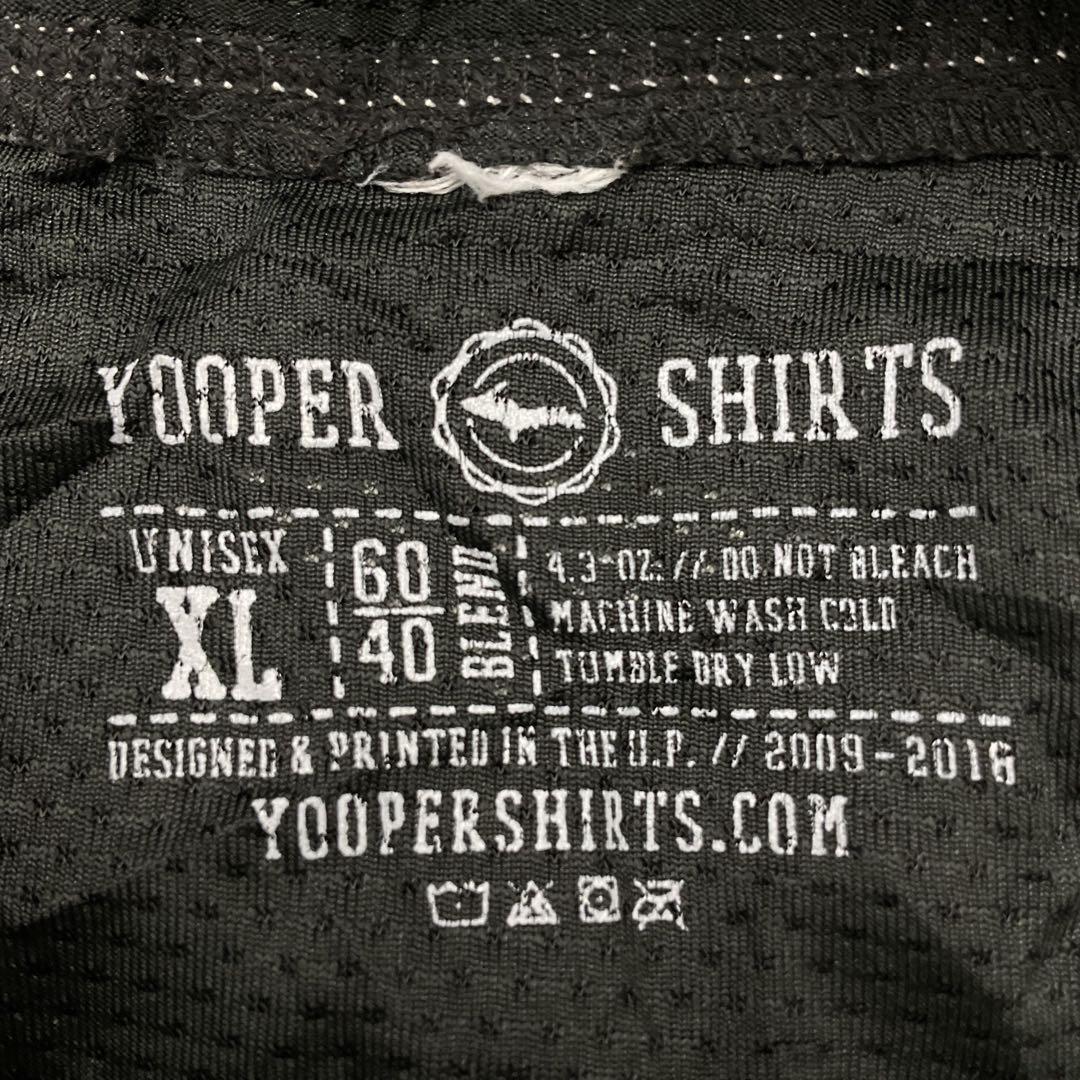 YOOPER SHIRTS
UNISEX
XL
60
40
BLEND
4.3-OZ. // DO NOT BLEACH
MACHINE WASH COLD
TUMBLE DRY LOW
DESIGNED & PRINTED IN THE U.P. // 2009-2016
YOOPERSHIRTS.COM